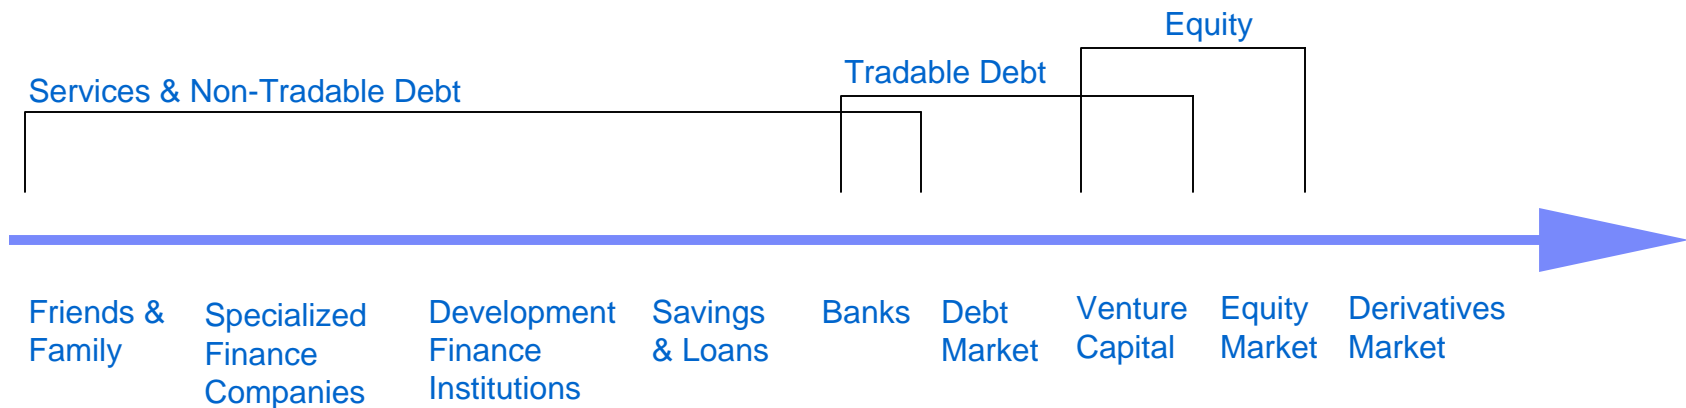 Equity
Tradable Debt
Services & Non-Tradable Debt
Friends &
Family
Specialized
Finance
Companies
Development
Finance
Institutions
Savings
& Loans
Banks
Debt
Market
Venture
Capital
Equity
Market
Derivatives
Market